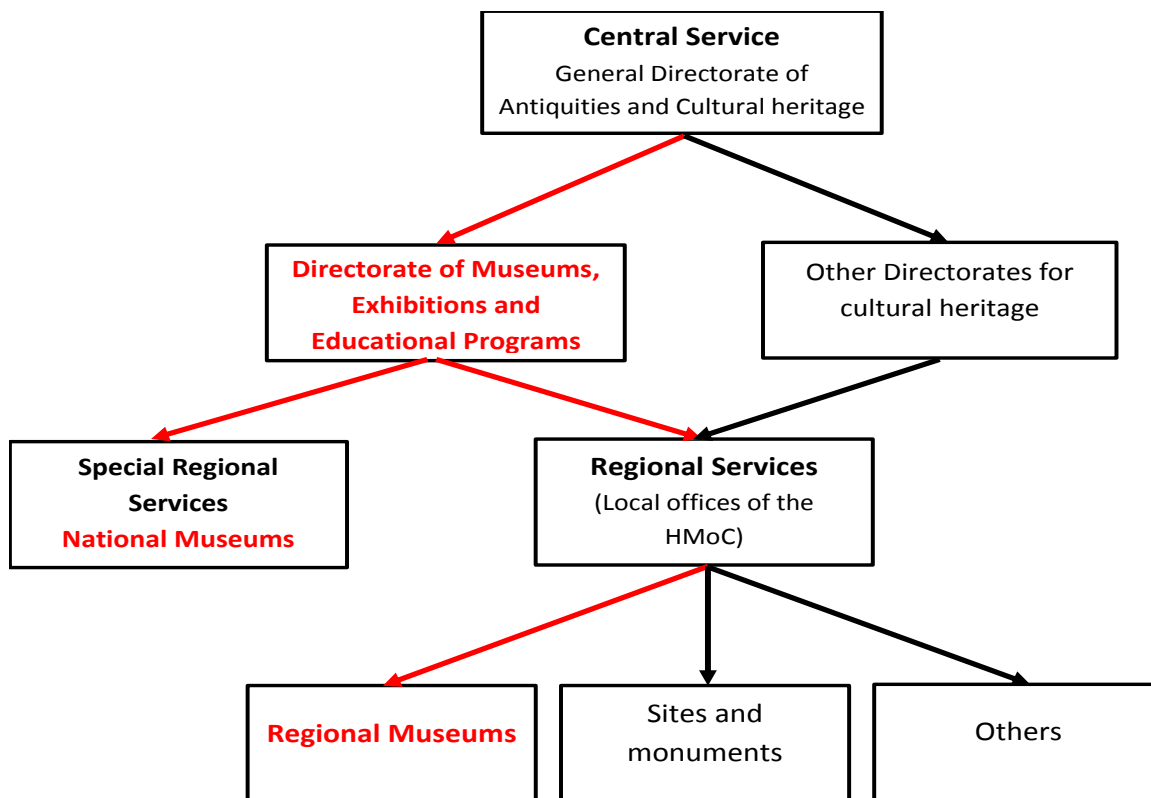 Central Service
General Directorate of
Antiquities and Cultural heritage
Directorate of Museums,
Exhibitions and
Educational Programs
Other Directorates for
cultural heritage
Special Regional
Services
National Museums
Regional Services
(Local offices of the
HMoC)
Regional Museums
Sites and
monuments
Others